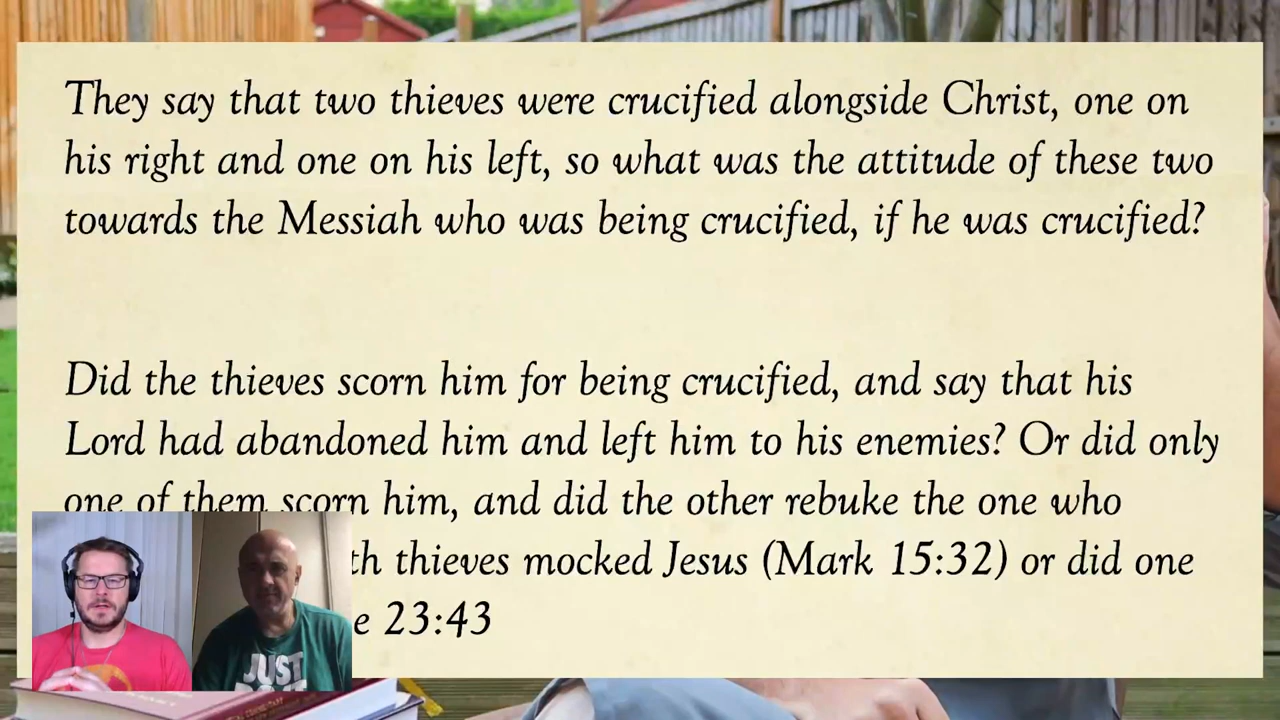 They say that two thieves were crucified alongside Christ, one on
his right and one on his left, so what was the attitude of these two
towards the Messiah who was being crucified, if he was crucified?
Did the thieves scorn him for being crucified, and say that his
Lord had abandoned him and left him to his enemies? Or did only
one of them scorn him, and did the other rebuke the one who
th thieves mocked Jesus (Mark 15:32) or did one
e 23:43
JUST